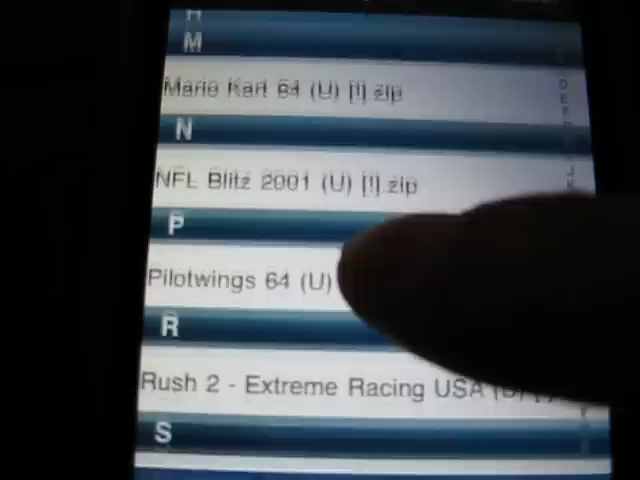 H
M
Mario Kart 64 (U) [!].zip
N
NFL Blitz 2001 (U) [!].zip
P
Pilotwings 64 (U)
R
Rush 2 - Extreme Racing USA
S